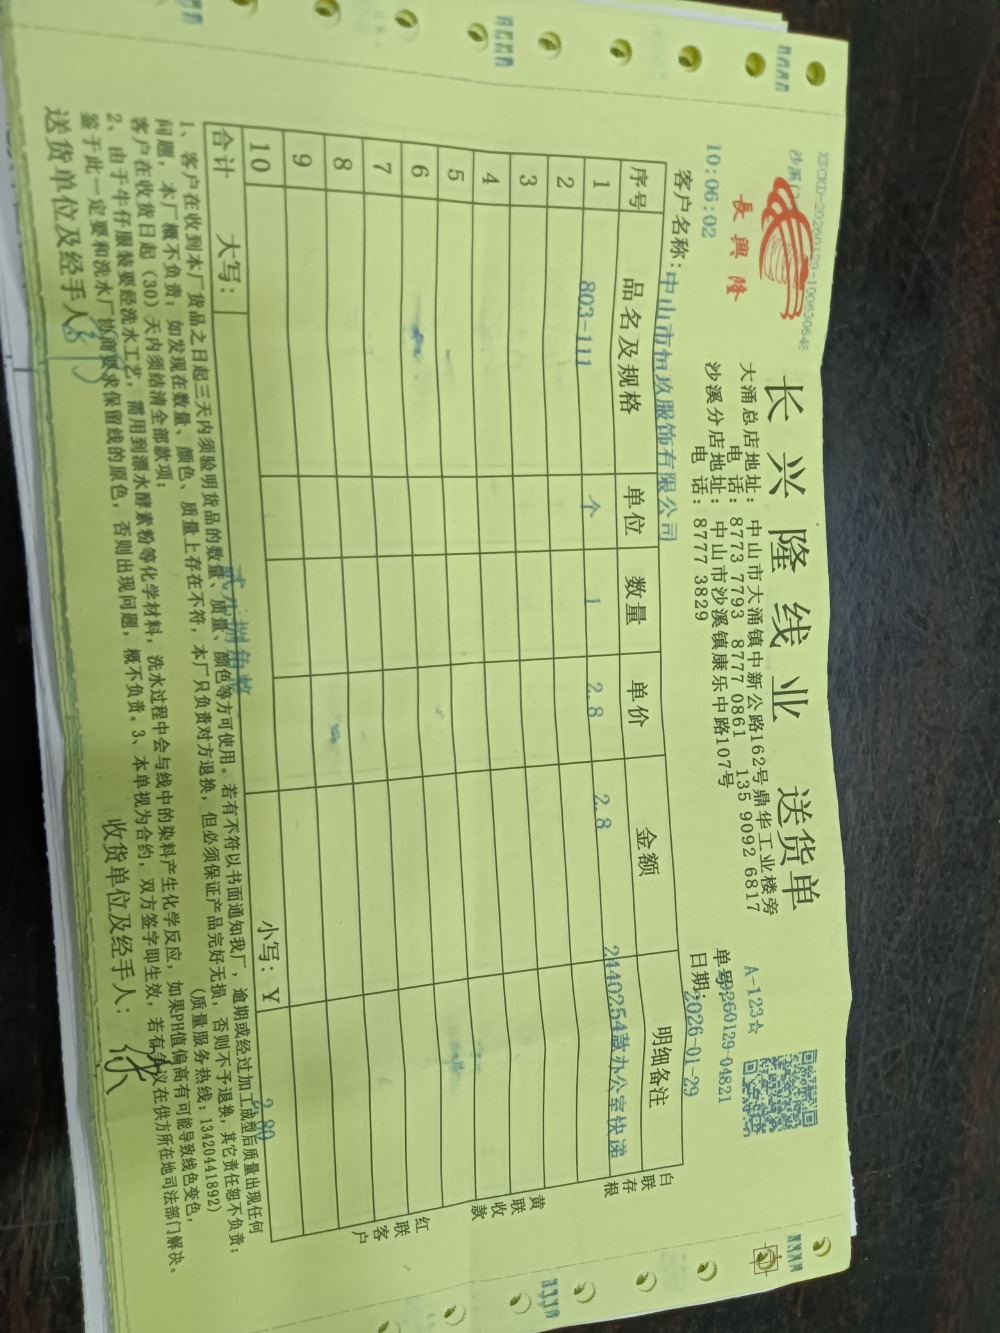 XSCKD-20260129-100630648
長興隆
长兴隆线业 送货单
A-123☆
大涌总店地址：中山市大涌镇中新公路162号鼎华工业楼旁
电 话：8773 7793 8777 0861 135 9092 6817
沙溪分店地址：中山市沙溪镇康乐中路107号
电 话：8777 3829
10:06:02
单号：20260129-04821
日期：2026-01-29
客户名称：中山市恒玖服饰有限公司
序号 品名及规格 单位 数量 单价 金额 明细备注
1 803-111 个 1 2.8 2.8 2440254款办公室快递
2
3
4
5
6
7
8
9
10
合计 大写： 贰元捌角整 小写：￥ 2.80
白联存根
黄联收款
红联客户
1、客户在收到本厂货品之日起三天内须验明货品的数量、质量、颜色等方可使用。若有不符以书面通知我厂，逾期或经过加工成型后质量出现任何
问题，本厂概不负责；如发现在数量、颜色、质量上存在不符，本厂只负责对方退换，但必须保证产品完好无损，否则不予退换，其它责任恕不负责；
客户在收货日起（30）天内须结清全部款项； （质量服务热线：13420441892）
2、由于牛仔服装要经洗水工艺，需用到漂水酵素粉等化学材料，洗水过程中会与线中的染料产生化学反应，如果PH值偏高有可能导致线色变色，
鉴于此一定要和洗水厂协商要求保留线的原色，否则出现问题，概不负责。3、本单视为合约，双方签字即生效，若有争议在供方所在地司法部门解决。
送货单位及经手人： 收货单位及经手人：